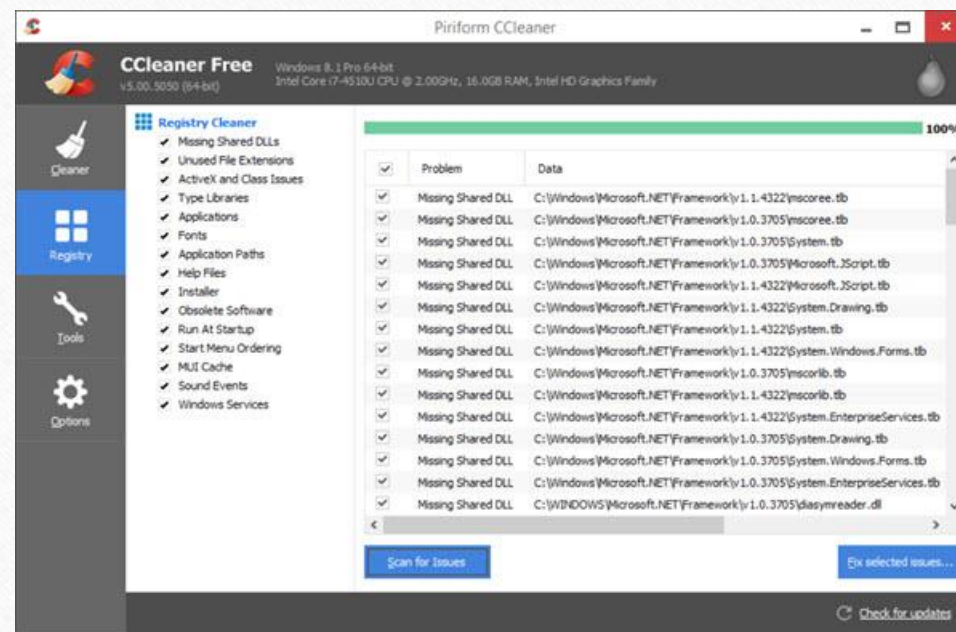 Piriform CCleaner
CCleaner Free
v5.00.5050 (64-bit)
Windows 8.1 Pro 64-bit
Intel Core i7-4510U CPU @ 2.00GHz, 16.0GB RAM, Intel HD Graphics Family
Cleaner
Registry
Tools
Options
Registry Cleaner
Missing Shared DLLs
Unused File Extensions
ActiveX and Class Issues
Type Libraries
Applications
Fonts
Application Paths
Help Files
Installer
Obsolete Software
Run At Startup
Start Menu Ordering
MUI Cache
Sound Events
Windows Services
100%
Problem Data
Missing Shared DLL C:\Windows\Microsoft.NET\Framework\v1.1.4322\mscoree.tlb
Missing Shared DLL C:\Windows\Microsoft.NET\Framework\v1.0.3705\mscoree.tlb
Missing Shared DLL C:\Windows\Microsoft.NET\Framework\v1.0.3705\System.tlb
Missing Shared DLL C:\Windows\Microsoft.NET\Framework\v1.0.3705\Microsoft.JScript.tlb
Missing Shared DLL C:\Windows\Microsoft.NET\Framework\v1.1.4322\Microsoft.JScript.tlb
Missing Shared DLL C:\Windows\Microsoft.NET\Framework\v1.1.4322\System.Drawing.tlb
Missing Shared DLL C:\Windows\Microsoft.NET\Framework\v1.1.4322\System.tlb
Missing Shared DLL C:\Windows\Microsoft.NET\Framework\v1.1.4322\System.Windows.Forms.tlb
Missing Shared DLL C:\Windows\Microsoft.NET\Framework\v1.0.3705\mscorlib.tlb
Missing Shared DLL C:\Windows\Microsoft.NET\Framework\v1.1.4322\mscorlib.tlb
Missing Shared DLL C:\Windows\Microsoft.NET\Framework\v1.1.4322\System.EnterpriseServices.tlb
Missing Shared DLL C:\Windows\Microsoft.NET\Framework\v1.0.3705\System.Drawing.tlb
Missing Shared DLL C:\Windows\Microsoft.NET\Framework\v1.0.3705\System.Windows.Forms.tlb
Missing Shared DLL C:\Windows\Microsoft.NET\Framework\v1.0.3705\System.EnterpriseServices.tlb
Missing Shared DLL C:\WINDOWS\Microsoft.NET\Framework\v1.0.3705\diasymreader.dll
Scan for Issues
Fix selected issues...
Check for updates